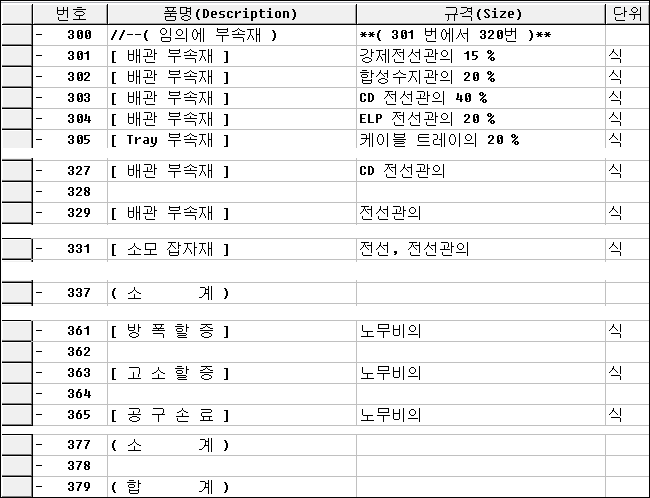 번호 품명(Description) 규격(Size) 단위
- 300 //--( 임의에 부속재 ) **( 301 번에서 320번 )**
- 301 [ 배관 부속재 ] 강제전선관의 15 % 식
- 302 [ 배관 부속재 ] 합성수지관의 20 % 식
- 303 [ 배관 부속재 ] CD 전선관의 40 % 식
- 304 [ 배관 부속재 ] ELP 전선관의 20 % 식
- 305 [ Tray 부속재 ] 케이블 트레이의 20 % 식
- 327 [ 배관 부속재 ] CD 전선관의 식
- 328
- 329 [ 배관 부속재 ] 전선관의 식
- 331 [ 소모 잡자재 ] 전선, 전선관의 식
- 337 ( 소 계 )
- 361 [ 방 폭 할 증 ] 노무비의 식
- 362
- 363 [ 고 소 할 증 ] 노무비의 식
- 364
- 365 [ 공 구 손 료 ] 노무비의 식
- 377 ( 소 계 )
- 378
- 379 ( 합 계 )